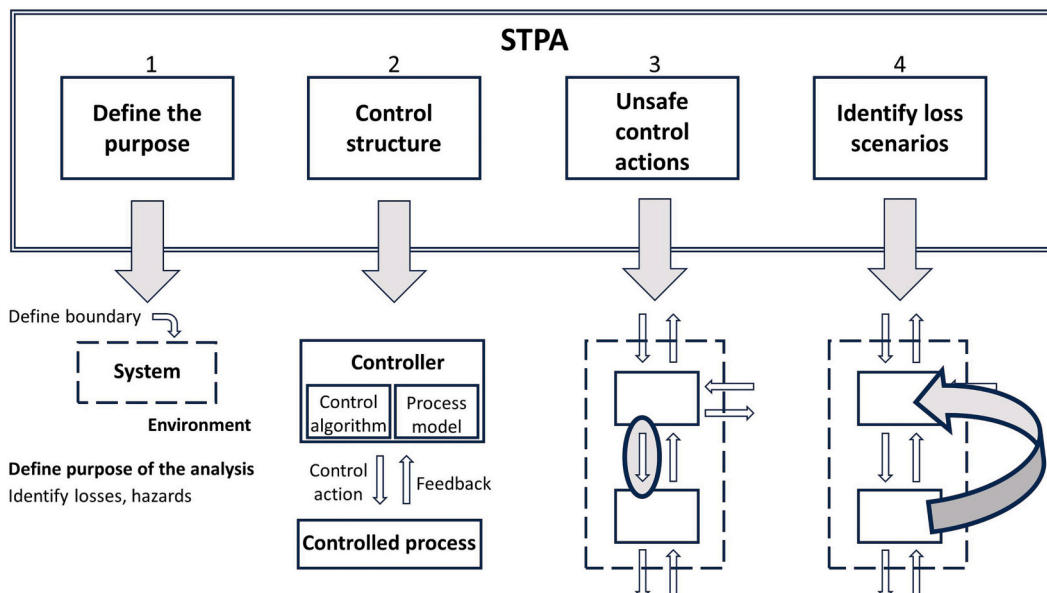 STPA
1
Define the
purpose
2
Control
structure
3
Unsafe
control
actions
4
Identify loss
scenarios
Define boundary
System
Environment
Define purpose of the analysis
Identify losses, hazards
Controller
Control
algorithm
Process
model
Control
action
Feedback
Controlled process